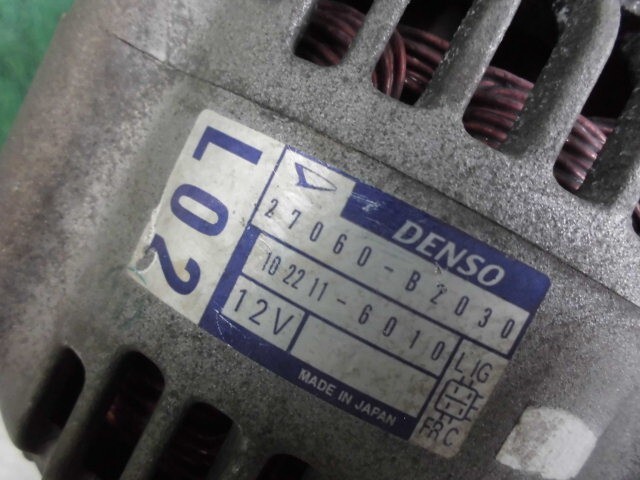 L02
DENSO
27060-B2030
102211-6010
12V
L IG
FR C
MADE IN JAPAN